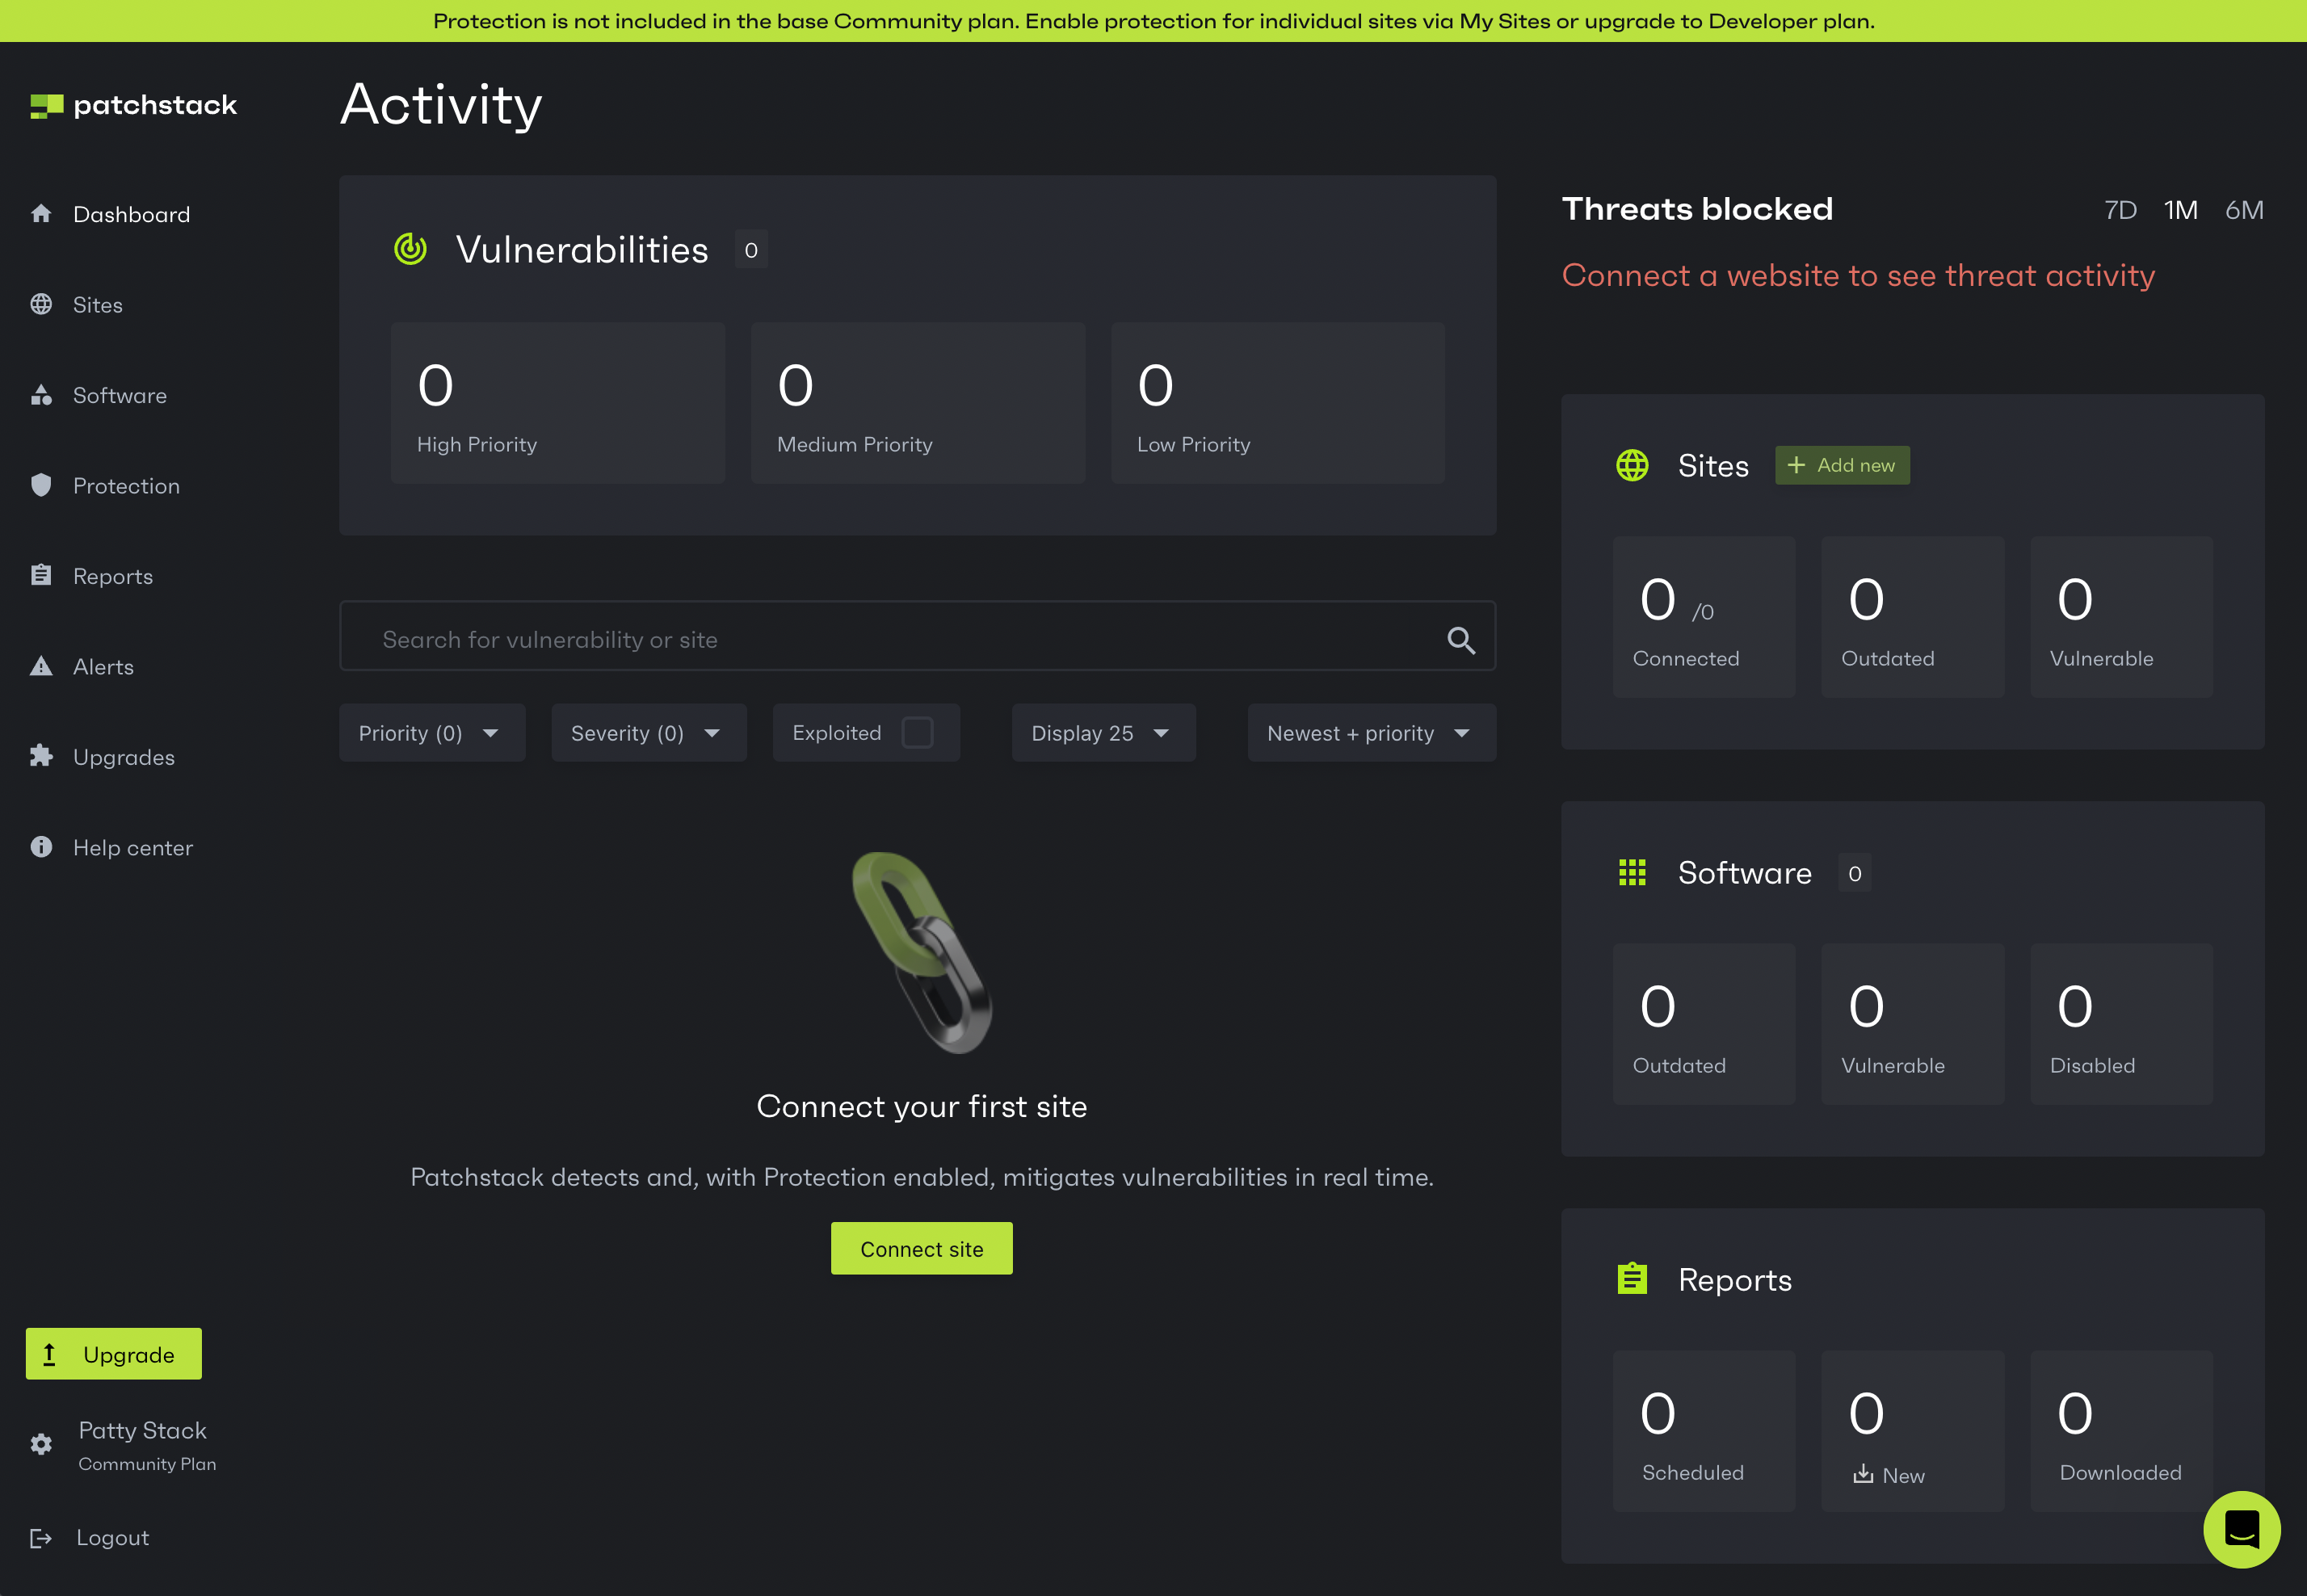 Protection is not included in the base Community plan. Enable protection for individual sites via My Sites or upgrade to Developer plan.
patchstack
Dashboard
Sites
Software
Protection
Reports
Alerts
Upgrades
Help center
Upgrade
Patty Stack
Community Plan
Logout
Activity
Vulnerabilities 0
0
High Priority
0
Medium Priority
0
Low Priority
Search for vulnerability or site
Priority (0)
Severity (0)
Exploited
Display 25
Newest + priority
Connect your first site
Patchstack detects and, with Protection enabled, mitigates vulnerabilities in real time.
Connect site
Threats blocked
7D 1M 6M
Connect a website to see threat activity
Sites + Add new
0 /0
Connected
0
Outdated
0
Vulnerable
Software 0
0
Outdated
0
Vulnerable
0
Disabled
Reports
0
Scheduled
0
New
0
Downloaded